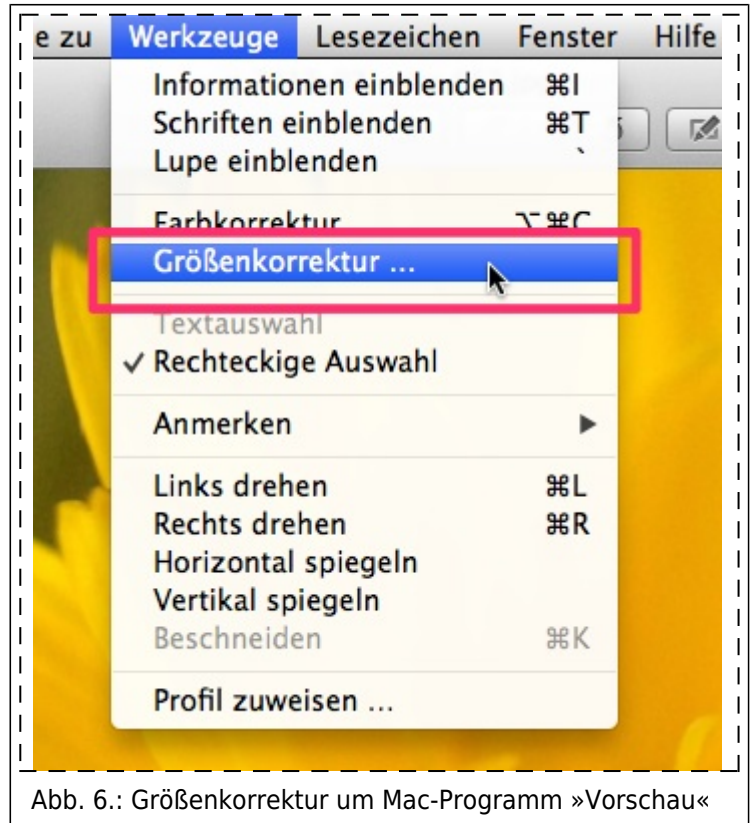 e zu Werkzeuge Lesezeichen Fenster Hilfe
Informationen einblenden ⌘I
Schriften einblenden ⌘T
Lupe einblenden `
Farbkorrektur ⌥⌘C
Größenkorrektur ...
Textauswahl
✓ Rechteckige Auswahl
Anmerken ▶
Links drehen ⌘L
Rechts drehen ⌘R
Horizontal spiegeln
Vertikal spiegeln
Beschneiden ⌘K
Profil zuweisen ...
Abb. 6.: Größenkorrektur um Mac-Programm »Vorschau«